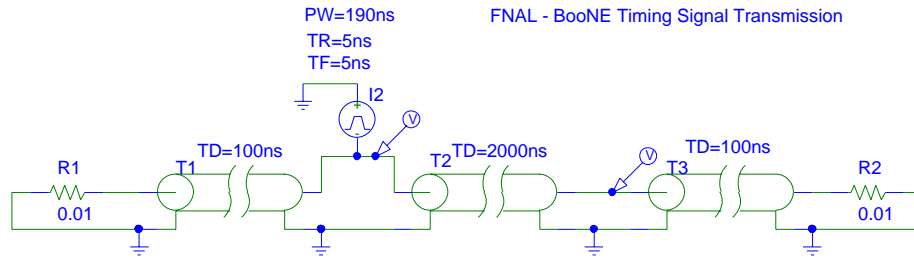 PW=190ns
FNAL - BooNE Timing Signal Transmission
TR=5ns
TF=5ns
I2
+
-
V
V
R1
T1
TD=100ns
T2
TD=2000ns
T3
TD=100ns
R2
0.01
0.01